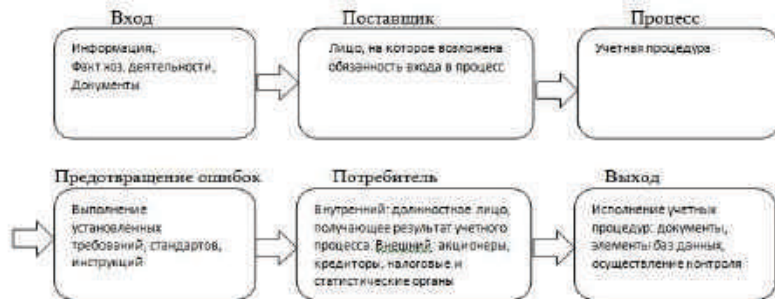 Вход
Поставщик
Процесс
Информация,
Факт хоз. деятельности,
Документы
Лицо, на которое возложена
обязанность входа в процесс
Учетная процедура
Предотвращение ошибок
Потребитель
Выход
Выполнение
установленных
требований, стандартов,
инструкций
Внутренний: должностное лицо,
получающее результат учетного
процесса. Внешний: акционеры,
кредиторы, налоговые и
статистические органы
Исполнение учетных
процедур: документы,
элементы баз данных,
осуществление контроля